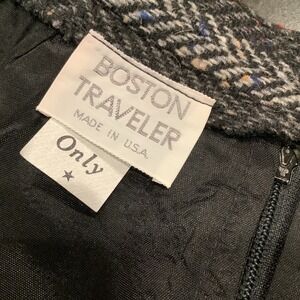 BOSTON
TRAVELER
MADE IN U.S.A.
Only
★